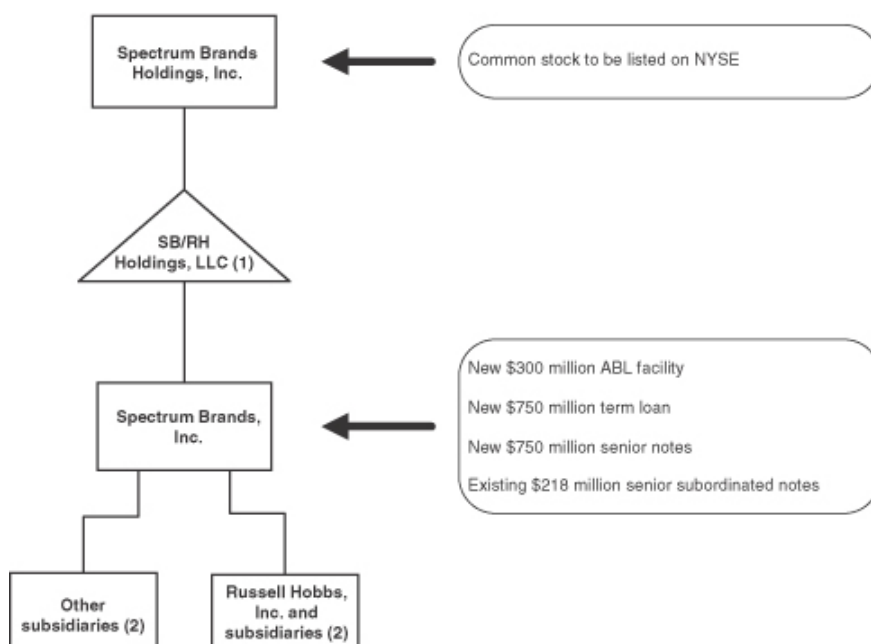 Spectrum Brands
Holdings, Inc.
Common stock to be listed on NYSE
SB/RH
Holdings, LLC (1)
Spectrum Brands,
Inc.
New $300 million ABL facility
New $750 million term loan
New $750 million senior notes
Existing $218 million senior subordinated notes
Other
subsidiaries (2)
Russell Hobbs,
Inc. and
subsidiaries (2)